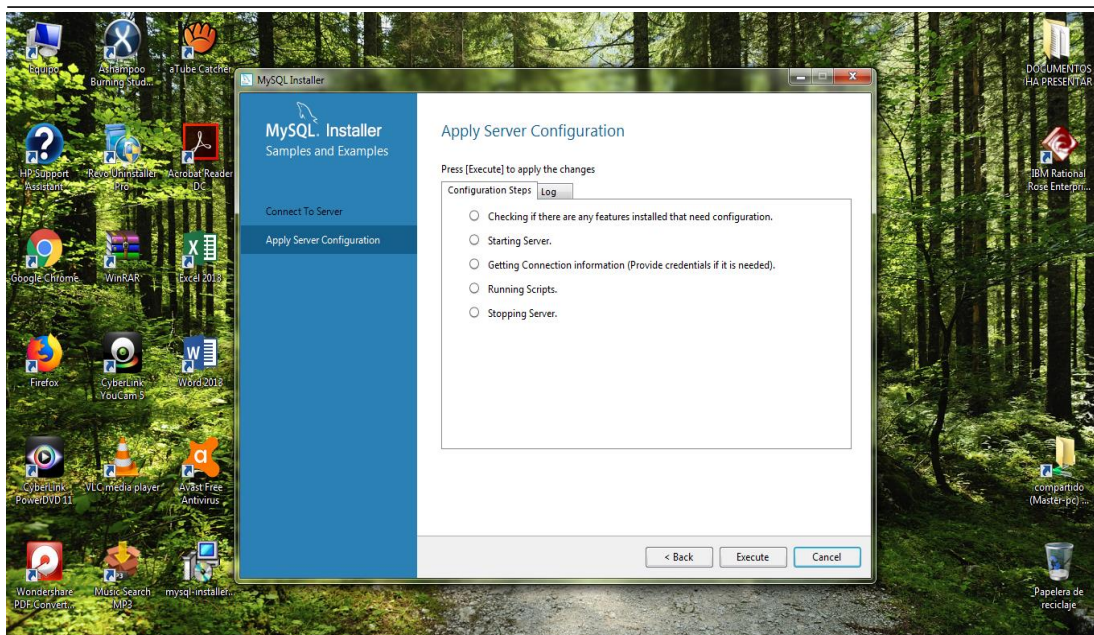 Equipo
Ashampoo
Burning Stud...
aTube Catcher
DOCUMENTOS
HA PRESENTAR
HP Support
Assistant
Revo Uninstaller
Pro
Acrobat Reader
DC
IBM Rational
Rose Enterpri...
Google Chrome
WinRAR
Excel 2013
Firefox
CyberLink
YouCam 5
Word 2013
CyberLink
PowerDVD 11
VLC media player
Avast Free
Antivirus
compartido
(Master-pc) ...
Wondershare
PDF Convert...
Music Search
MP3
mysql-installer...
Papelera de
reciclaje
MySQL Installer
MySQL. Installer
Samples and Examples
Connect To Server
Apply Server Configuration
Apply Server Configuration
Press [Execute] to apply the changes
Configuration Steps
Log
Checking if there are any features installed that need configuration.
Starting Server.
Getting Connection information (Provide credentials if it is needed).
Running Scripts.
Stopping Server.
< Back
Execute
Cancel